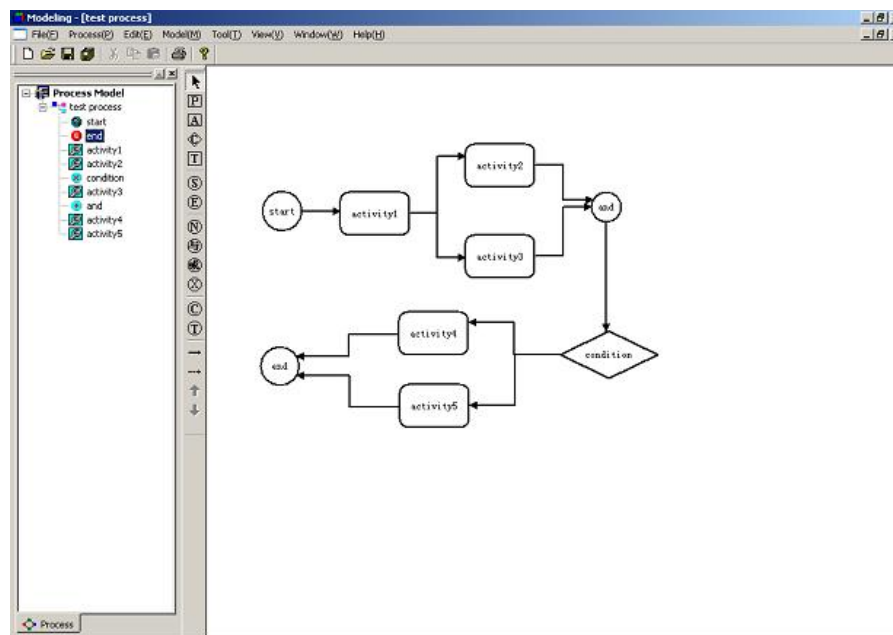 Modeling - [test process]
File(F) Process(P) Edit(E) Model(M) Tool(T) View(V) Window(W) Help(H)
Process Model
test process
start
end
activity1
activity2
condition
activity3
and
activity4
activity5
Process
P
A
C
T
S
E
N
X
C
T
activity2
start
activity1
and
activity3
activity4
condition
end
activity5